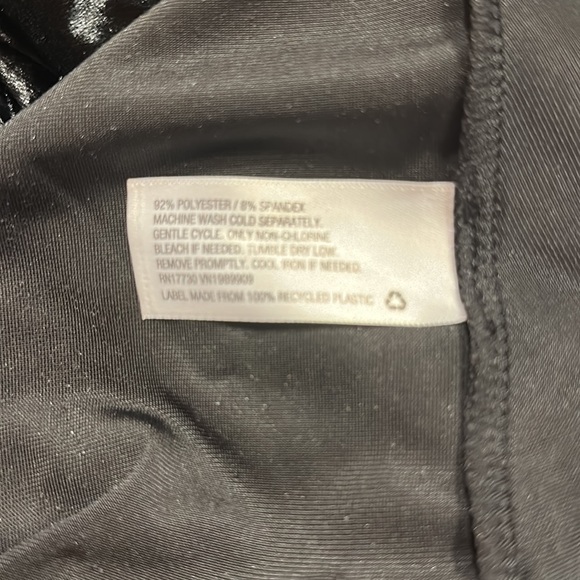 92% POLYESTER / 8% SPANDEX
MACHINE WASH COLD SEPARATELY.
GENTLE CYCLE. ONLY NON-CHLORINE
BLEACH IF NEEDED. TUMBLE DRY LOW.
REMOVE PROMPTLY. COOL IRON IF NEEDED.
RN17730 VN1989909
LABEL MADE FROM 100% RECYCLED PLASTIC